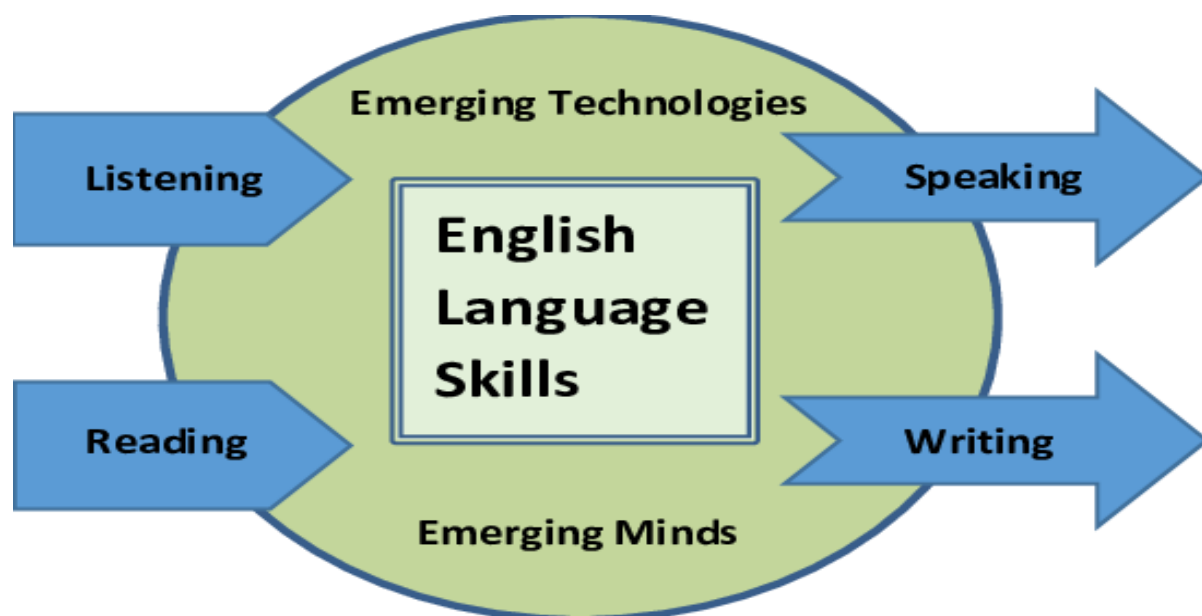 Emerging Technologies
Listening
Speaking
English
Language
Skills
Reading
Writing
Emerging Minds